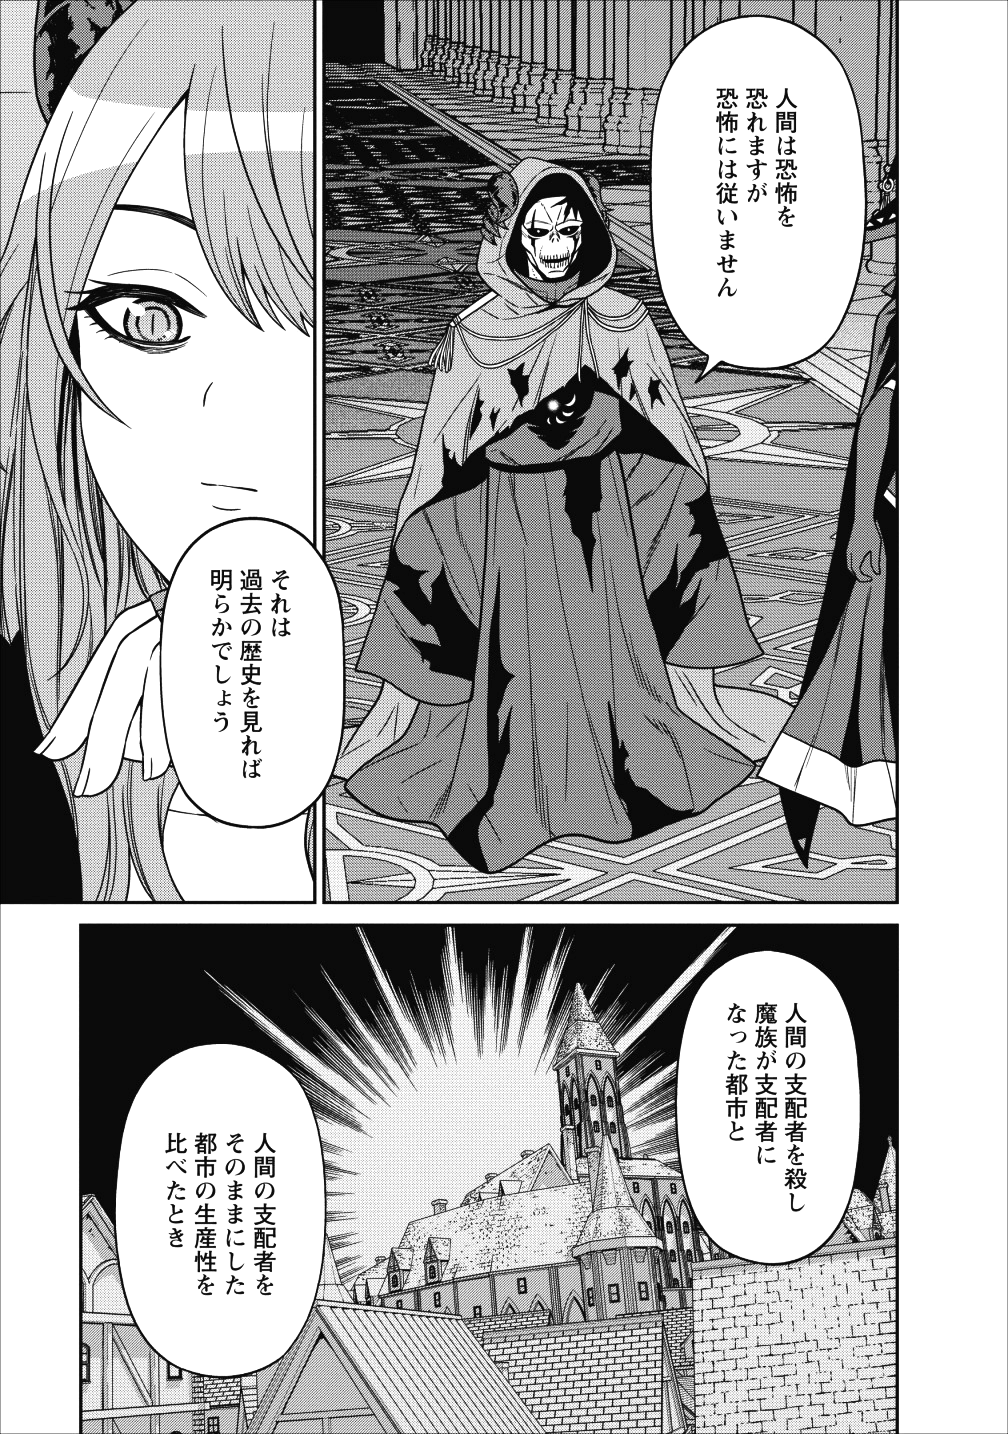 人間は恐怖を
恐れますが
恐怖には従いません
それは
過去の歴史を見れば
明らかでしょう
人間の支配者を殺し
魔族が支配者に
なった都市と
人間の支配者を
そのままにした
都市の生産性を
比べたとき